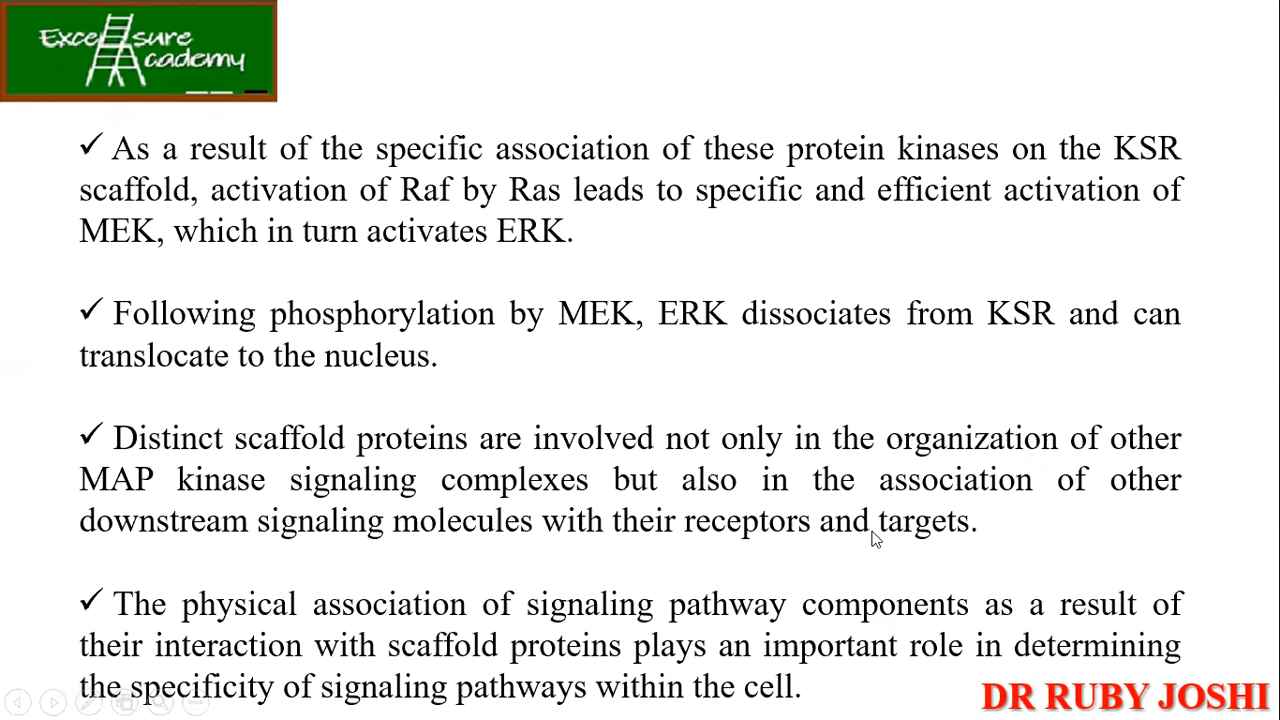 Excel sure
Academy
✓ As a result of the specific association of these protein kinases on the KSR
scaffold, activation of Raf by Ras leads to specific and efficient activation of
MEK, which in turn activates ERK.
✓ Following phosphorylation by MEK, ERK dissociates from KSR and can
translocate to the nucleus.
✓ Distinct scaffold proteins are involved not only in the organization of other
MAP kinase signaling complexes but also in the association of other
downstream signaling molecules with their receptors and targets.
✓ The physical association of signaling pathway components as a result of
their interaction with scaffold proteins plays an important role in determining
the specificity of signaling pathways within the cell.
DR RUBY JOSHI